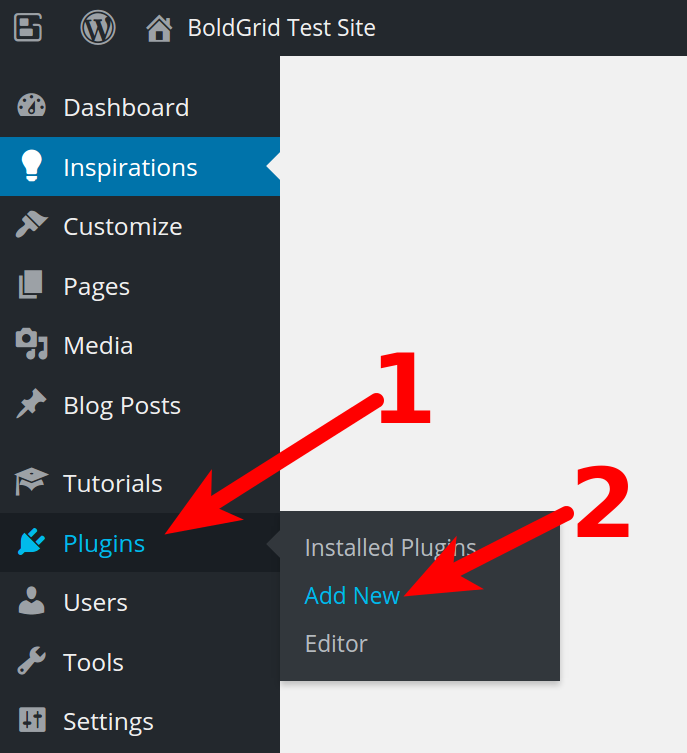 BoldGrid Test Site
Dashboard
Inspirations
Customize
Pages
Media
Blog Posts
Tutorials
Plugins
Users
Tools
Settings
Installed Plugins
Add New
Editor
1
2